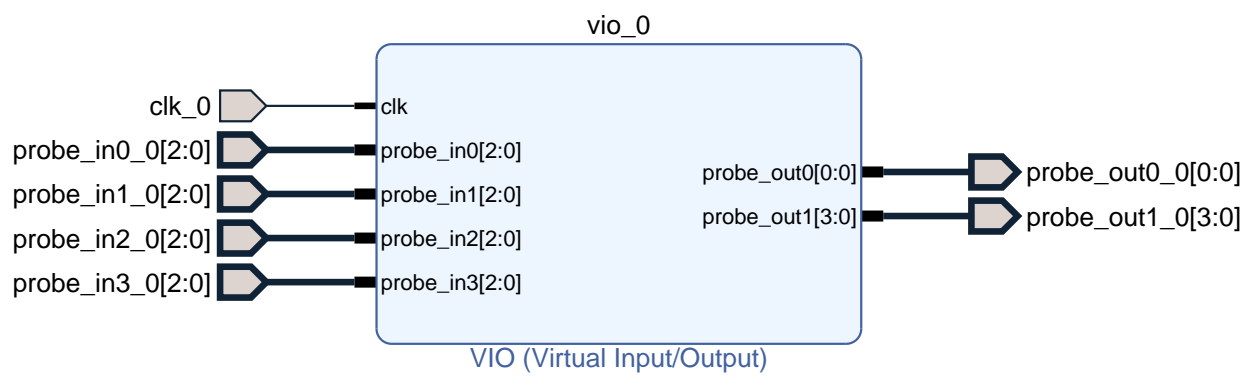 vio_0
clk_0
clk
probe_in0_0[2:0]
probe_in0[2:0]
probe_out0[0:0]
probe_out0_0[0:0]
probe_in1_0[2:0]
probe_in1[2:0]
probe_out1[3:0]
probe_out1_0[3:0]
probe_in2_0[2:0]
probe_in2[2:0]
probe_in3_0[2:0]
probe_in3[2:0]
VIO (Virtual Input/Output)